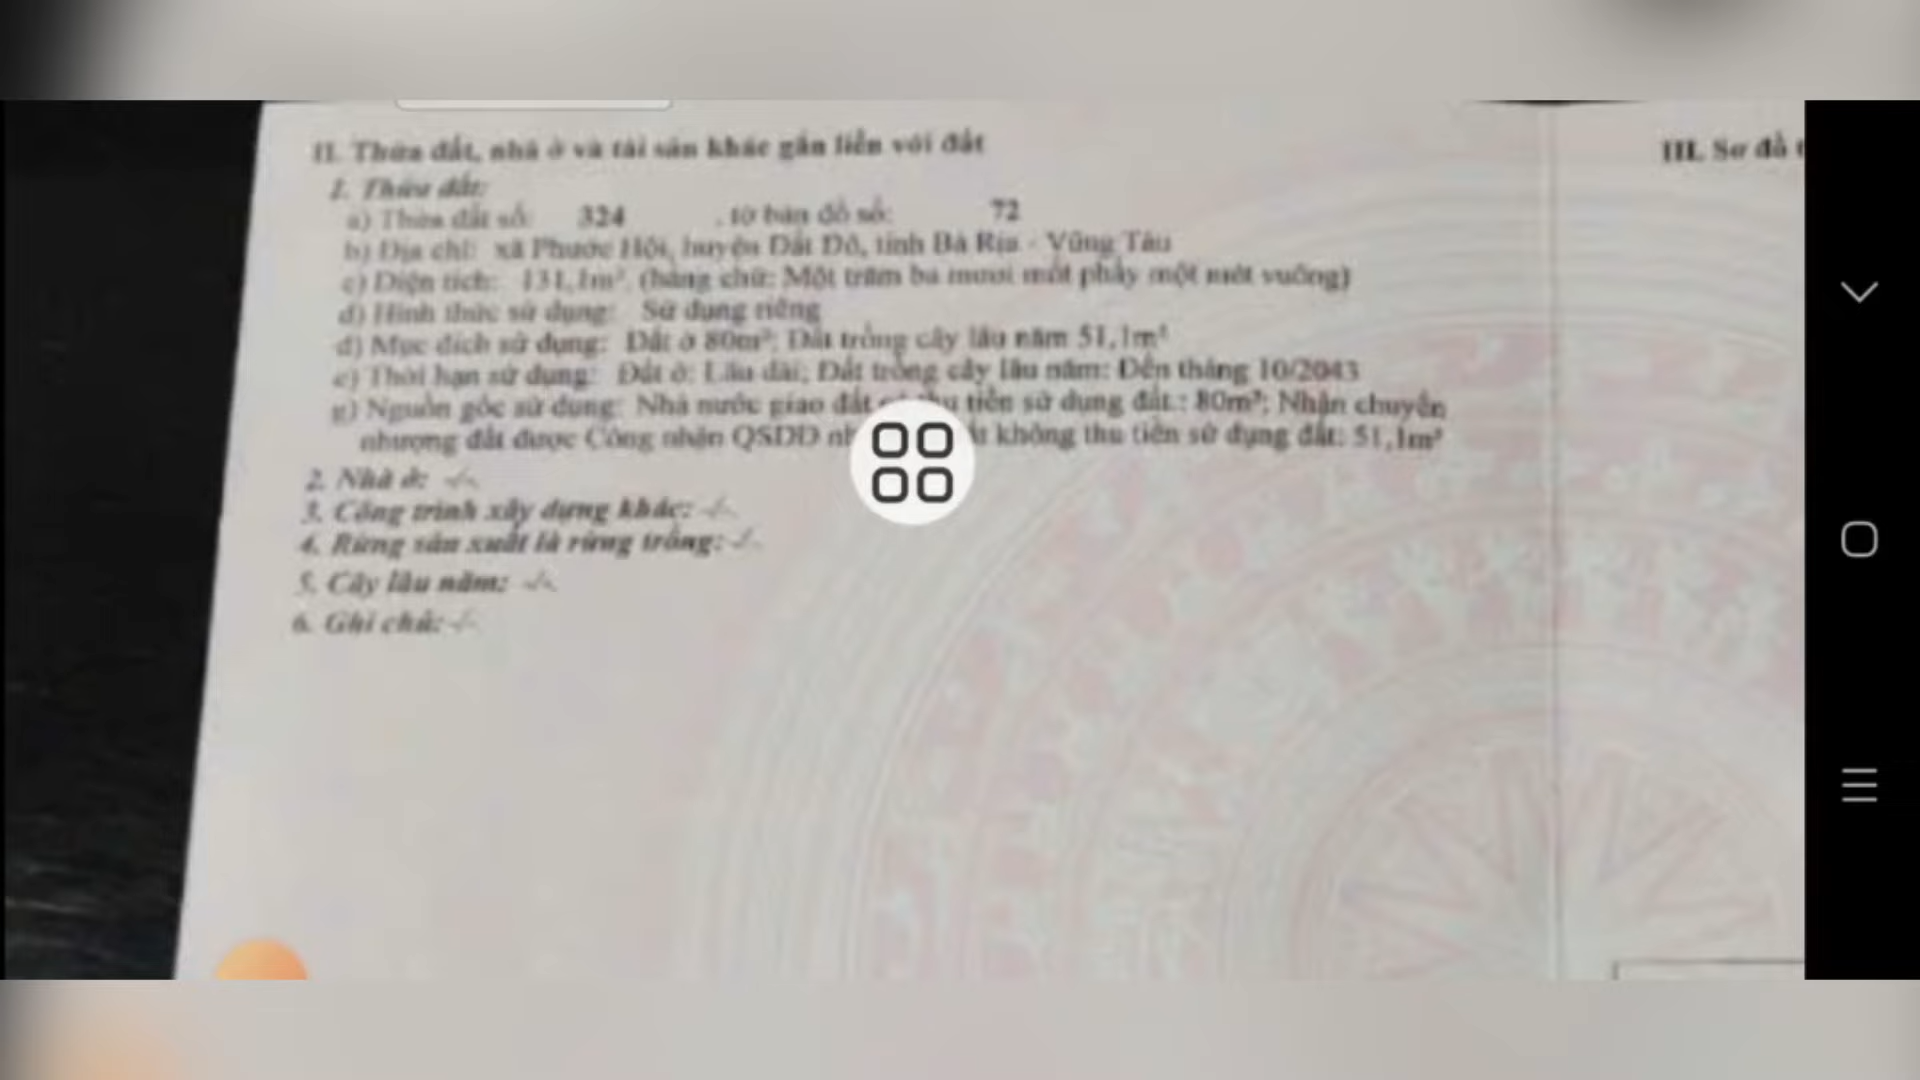 II. Thửa đất, nhà ở và tài sản khác gắn liền với đất
III. Sơ đồ t
1. Thửa đất:
a) Thửa đất số: 324 , tờ bản đồ số: 72
b) Địa chỉ: xã Phước Hội, huyện Đất Đỏ, tỉnh Bà Rịa - Vũng Tàu
c) Diện tích: 131,1m², (bằng chữ: Một trăm ba mươi mốt phẩy một mét vuông)
d) Hình thức sử dụng: Sử dụng riêng
đ) Mục đích sử dụng: Đất ở 80m²; Đất trồng cây lâu năm 51,1m²
e) Thời hạn sử dụng: Đất ở: Lâu dài; Đất trồng cây lâu năm: Đến tháng 10/2043
g) Nguồn gốc sử dụng: Nhà nước giao đất thu tiền sử dụng đất : 80m²; Nhận chuyển
nhượng đất được Công nhận QSDĐ không thu tiền sử dụng đất: 51,1m²
2. Nhà ở: -/-
3. Công trình xây dựng khác: -/-
4. Rừng sản xuất là rừng trồng: -/-
5. Cây lâu năm: -/-
6. Ghi chú: -/-